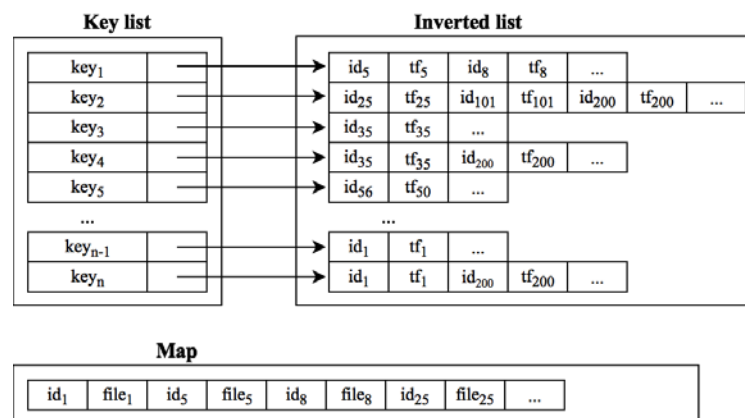 Key list Inverted list
key₁ id₅ tf₅ id₈ tf₈ ...
key₂ id₂₅ tf₂₅ id₁₀₁ tf₁₀₁ id₂₀₀ tf₂₀₀ ...
key₃ id₃₅ tf₃₅ ...
key₄ id₃₅ tf₃₅ id₂₀₀ tf₂₀₀ ...
key₅ id₅₆ tf₅₀ ...
... ...
keyₙ₋₁ id₁ tf₁ ...
keyₙ id₁ tf₁ id₂₀₀ tf₂₀₀ ...
Map
id₁ file₁ id₅ file₅ id₈ file₈ id₂₅ file₂₅ ...